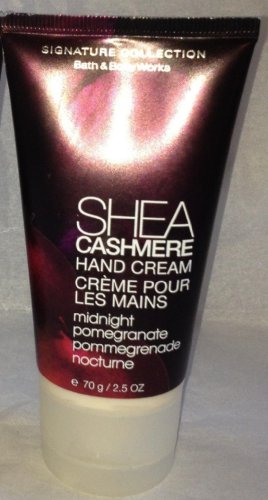 SIGNATURE COLLECTION
Bath & Body Works
SHEA
CASHMERE
HAND CREAM
CRÈME POUR
LES MAINS
midnight
pomegranate
pommegrenade
nocturne
e 70 g / 2.5 OZ